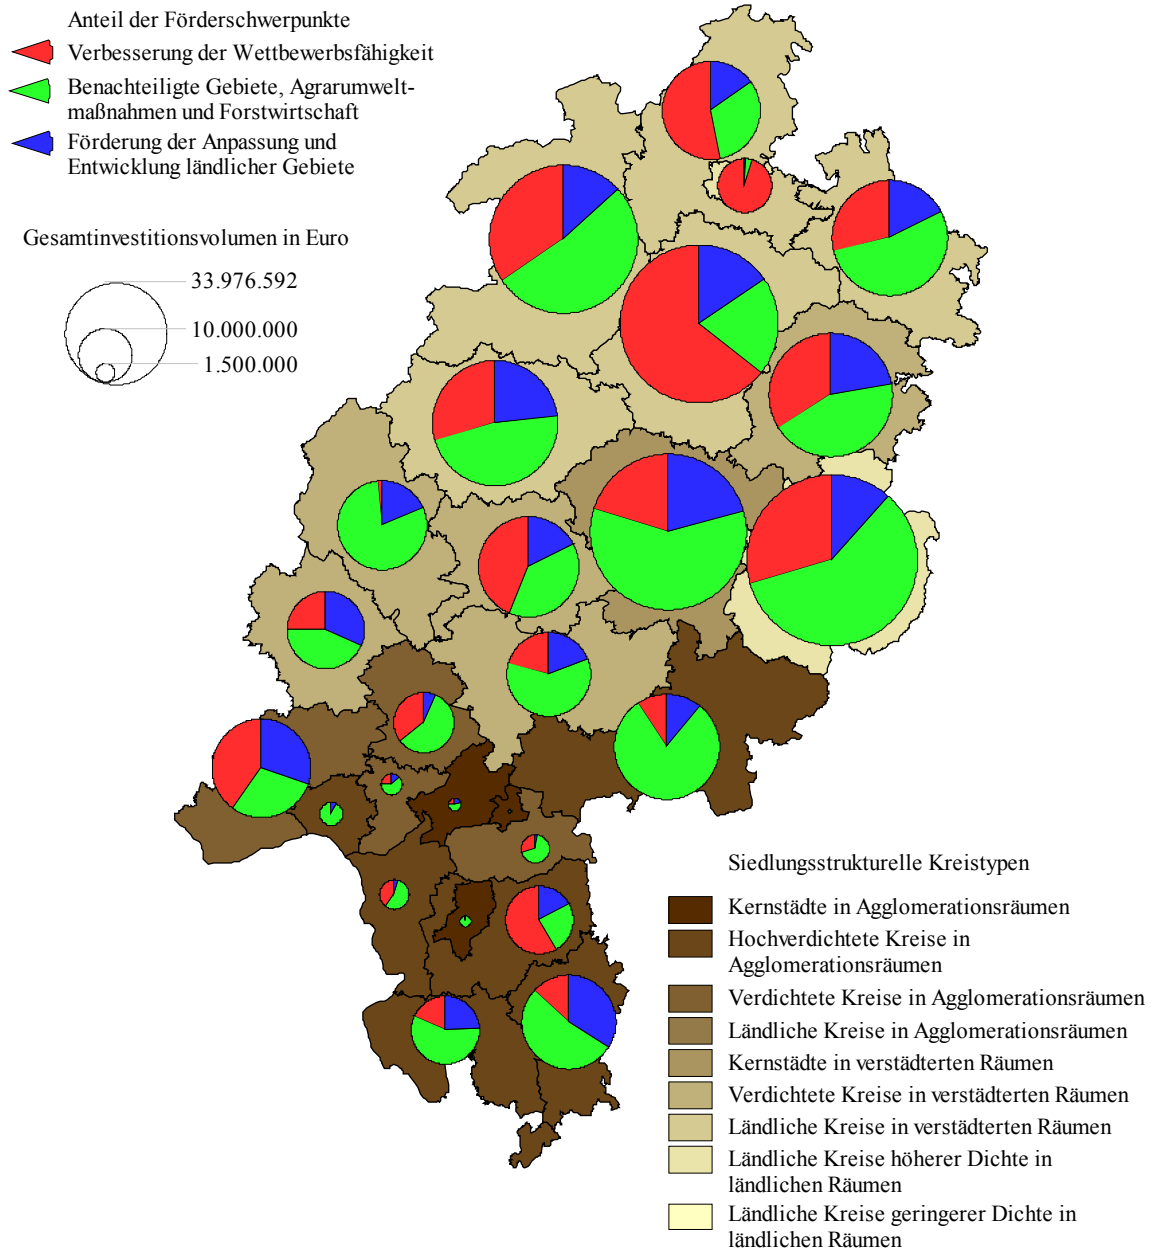 Anteil der Förderschwerpunkte
Verbesserung der Wettbewerbsfähigkeit
Benachteiligte Gebiete, Agrarumwelt-
maßnahmen und Forstwirtschaft
Förderung der Anpassung und
Entwicklung ländlicher Gebiete
Gesamtinvestitionsvolumen in Euro
33.976.592
10.000.000
1.500.000
Siedlungsstrukturelle Kreistypen
Kernstädte in Agglomerationsräumen
Hochverdichtete Kreise in
Agglomerationsräumen
Verdichtete Kreise in Agglomerationsräumen
Ländliche Kreise in Agglomerationsräumen
Kernstädte in verstädterten Räumen
Verdichtete Kreise in verstädterten Räumen
Ländliche Kreise in verstädterten Räumen
Ländliche Kreise höherer Dichte in
ländlichen Räumen
Ländliche Kreise geringerer Dichte in
ländlichen Räumen